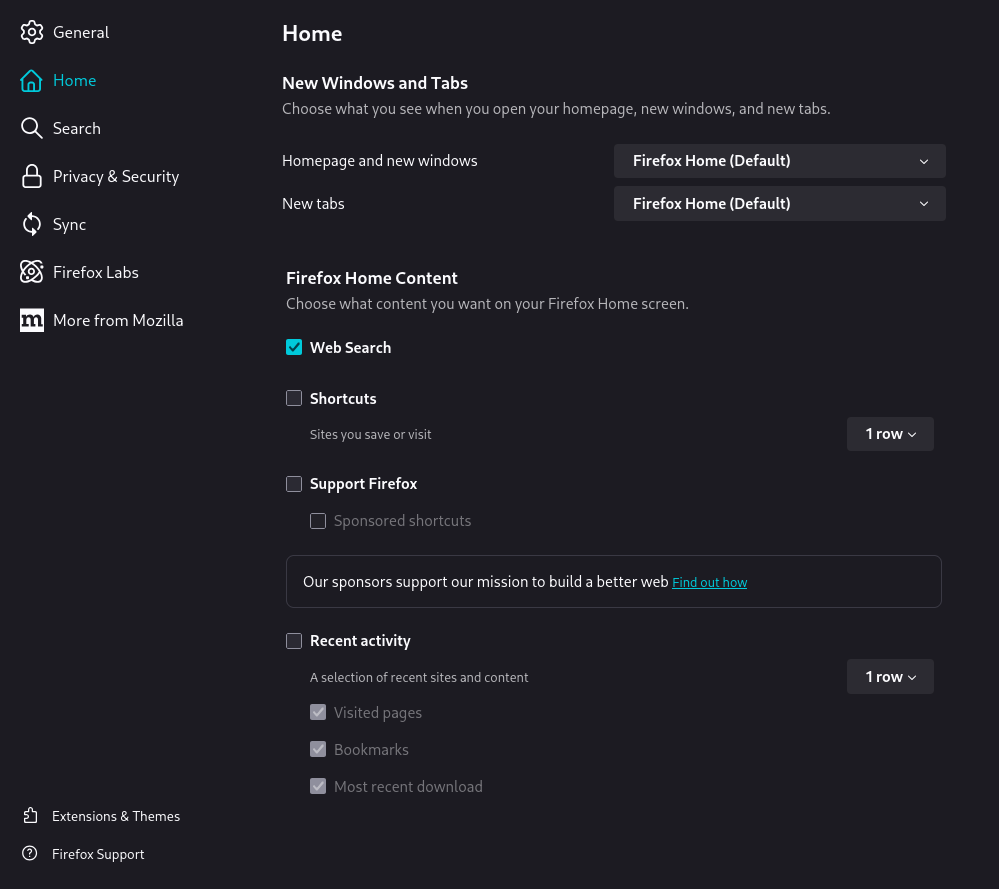 General
Home
Search
Privacy & Security
Sync
Firefox Labs
m More from Mozilla
Extensions & Themes
Firefox Support
Home
New Windows and Tabs
Choose what you see when you open your homepage, new windows, and new tabs.
Homepage and new windows Firefox Home (Default)
New tabs Firefox Home (Default)
Firefox Home Content
Choose what content you want on your Firefox Home screen.
Web Search
Shortcuts
Sites you save or visit 1 row
Support Firefox
Sponsored shortcuts
Our sponsors support our mission to build a better web Find out how
Recent activity
A selection of recent sites and content 1 row
Visited pages
Bookmarks
Most recent download